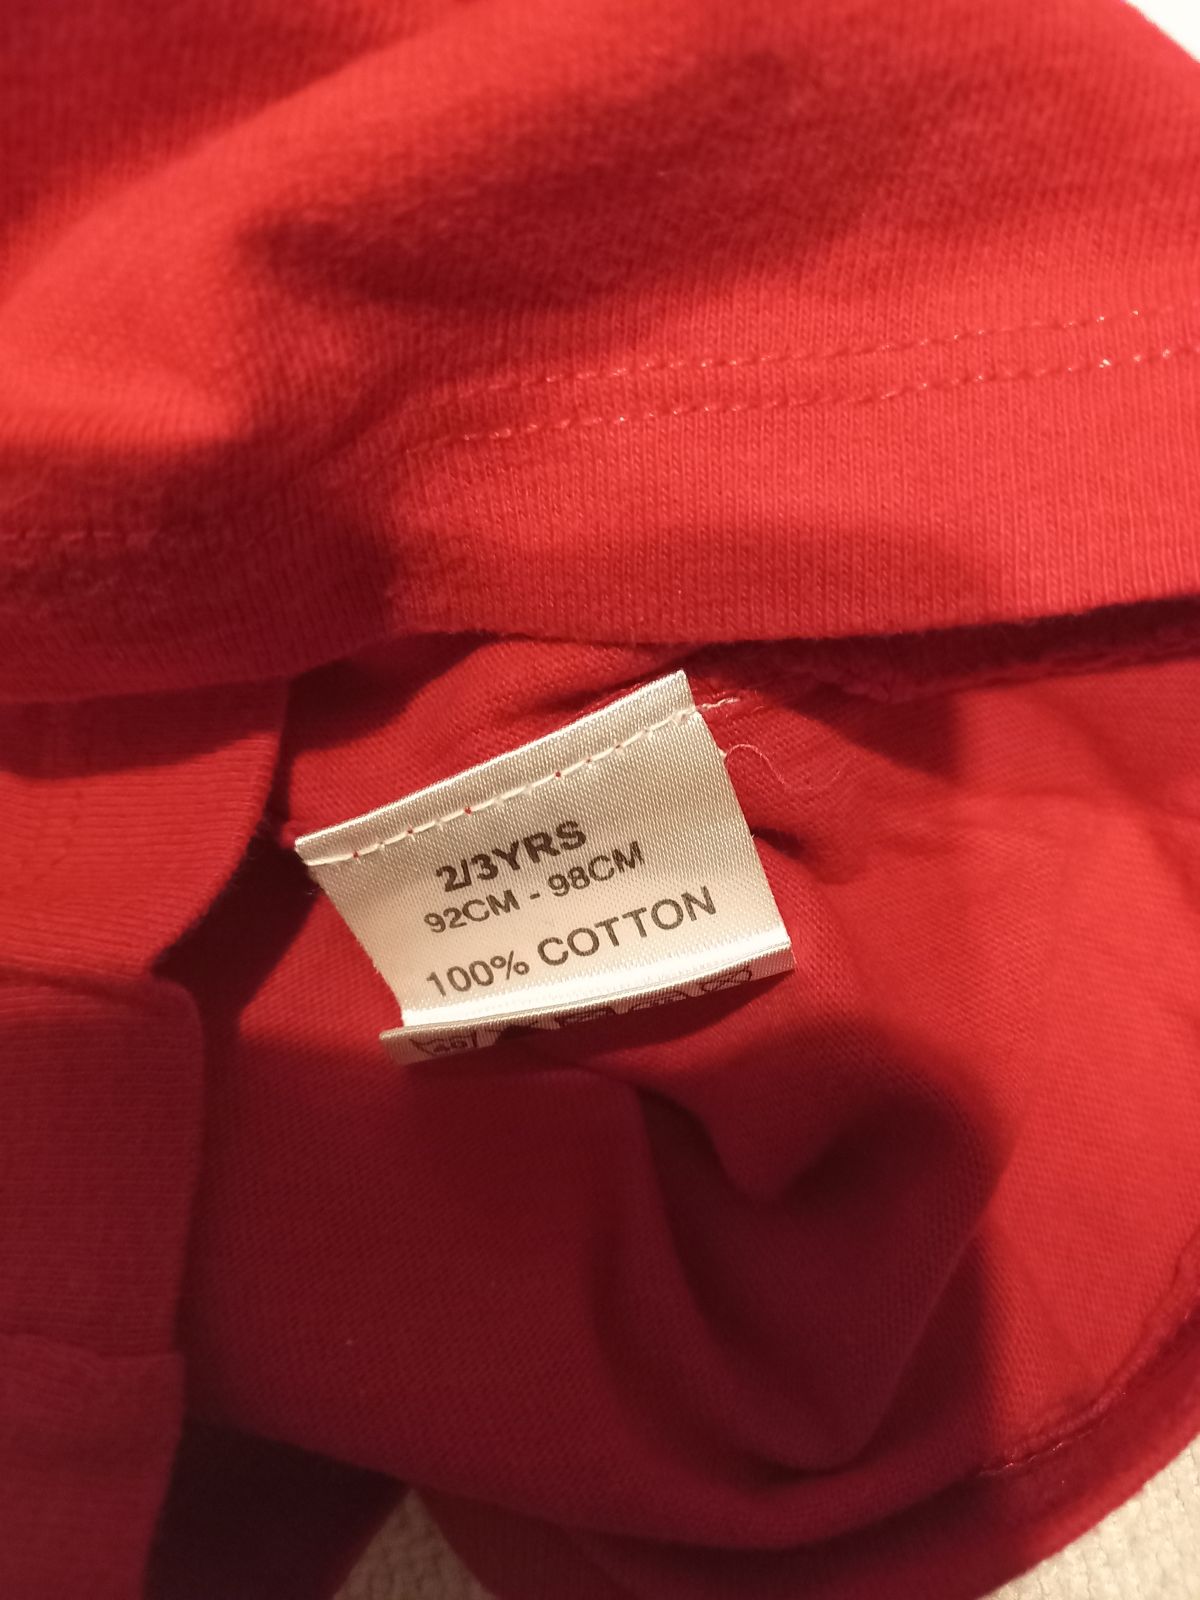 2/3YRS
92CM - 98CM
100% COTTON